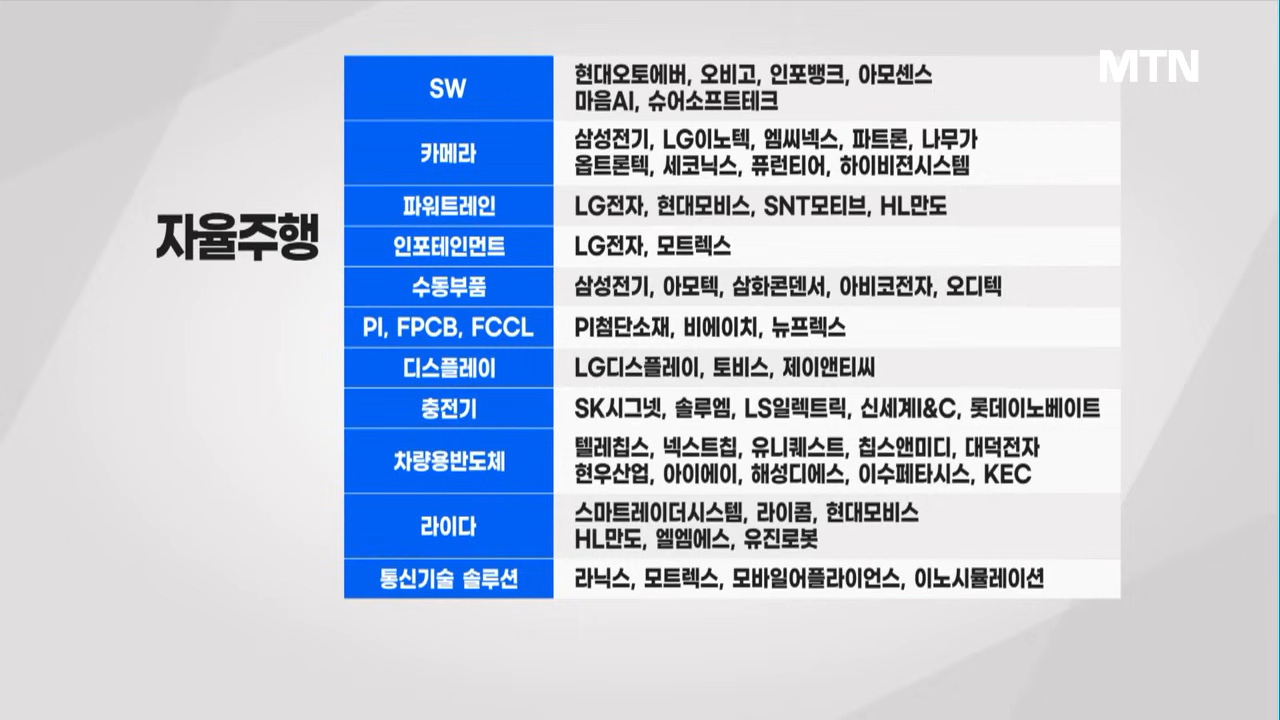 MTN
자율주행
SW
현대오토에버, 오비고, 인포뱅크, 아모센스
마음AI, 슈어소프트테크
카메라
삼성전기, LG이노텍, 엠씨넥스, 파트론, 나무가
옵트론텍, 세코닉스, 퓨런티어, 하이비젼시스템
파워트레인
LG전자, 현대모비스, SNT모티브, HL만도
인포테인먼트
LG전자, 모트렉스
수동부품
삼성전기, 아모텍, 삼화콘덴서, 아비코전자, 오디텍
PI, FPCB, FCCL
PI첨단소재, 비에이치, 뉴프렉스
디스플레이
LG디스플레이, 토비스, 제이앤티씨
충전기
SK시그넷, 솔루엠, LS일렉트릭, 신세계I&C, 롯데이노베이트
차량용반도체
텔레칩스, 넥스트칩, 유니퀘스트, 칩스앤미디, 대덕전자
현우산업, 아이에이, 해성디에스, 이수페타시스, KEC
라이다
스마트레이더시스템, 라이콤, 현대모비스
HL만도, 엘엠에스, 유진로봇
통신기술 솔루션
라닉스, 모트렉스, 모바일어플라이언스, 이노시뮬레이션